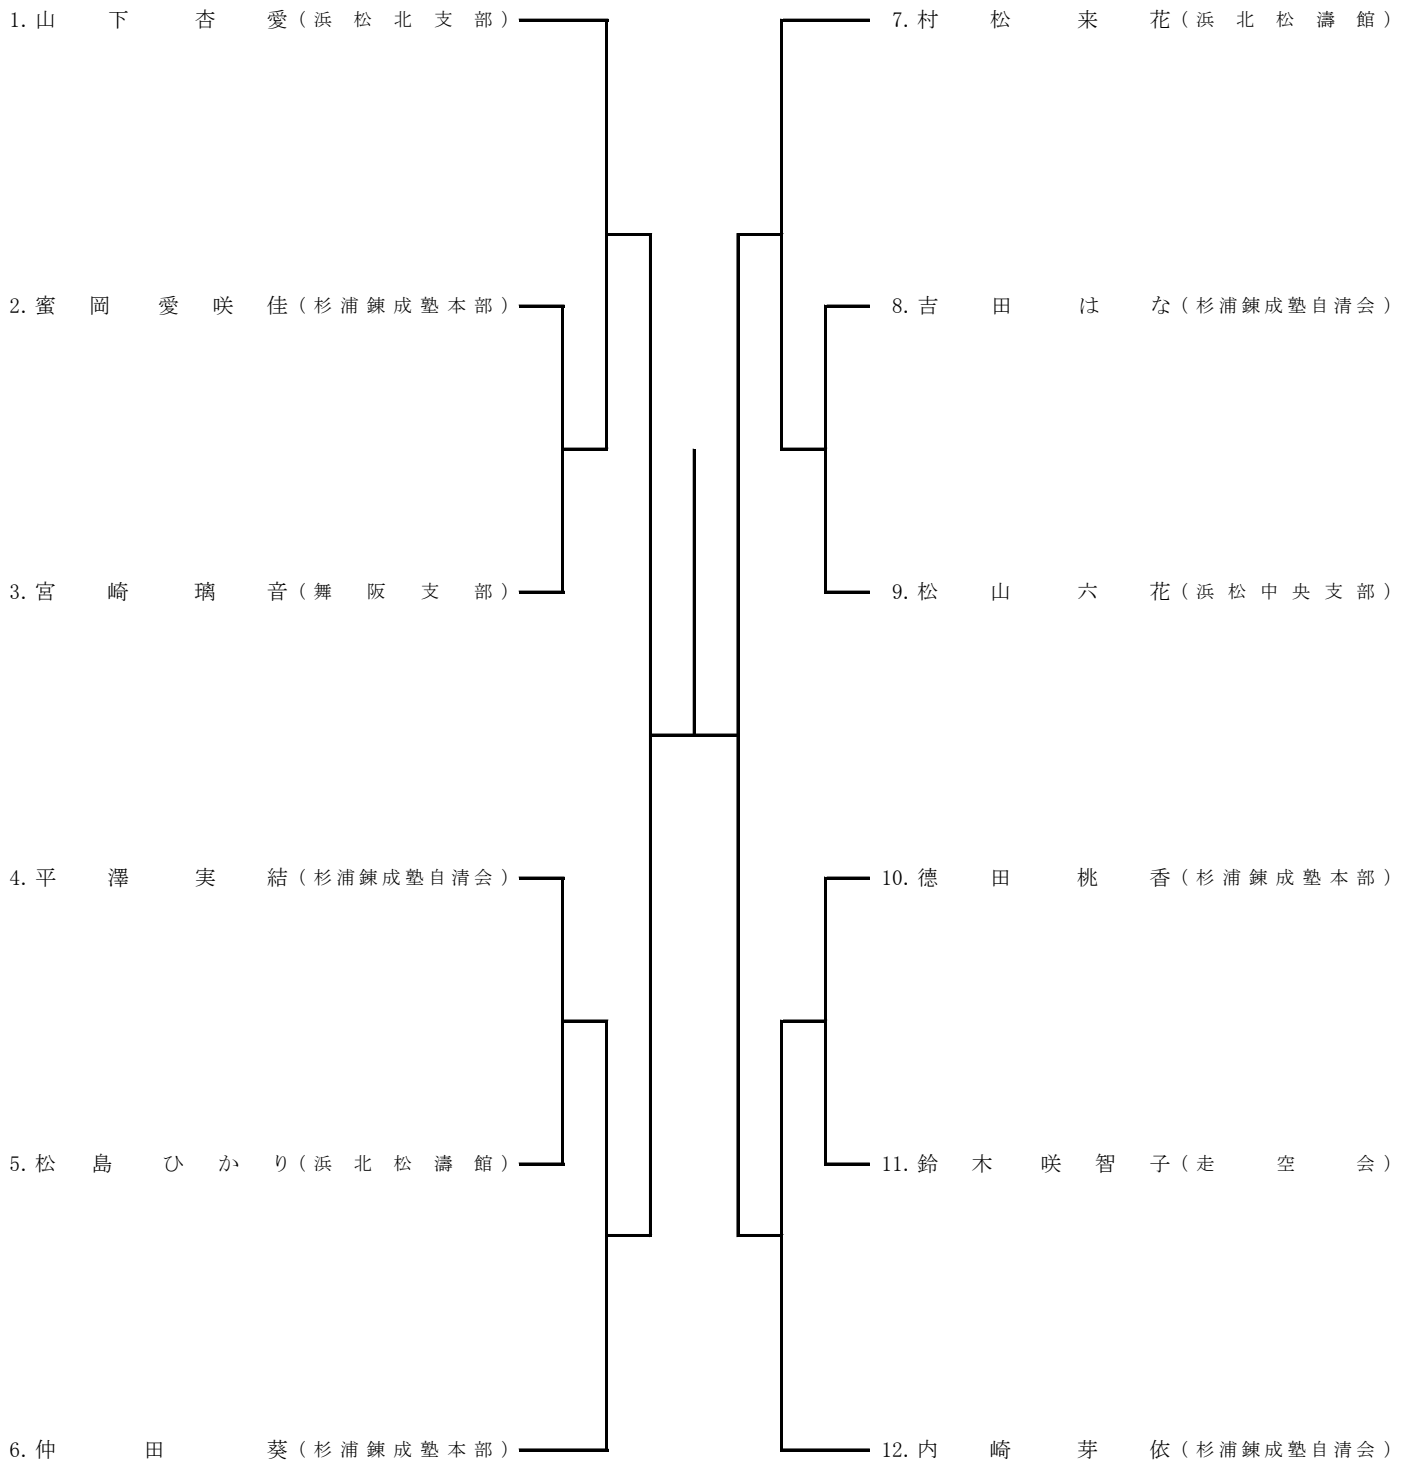 1. 山下杏愛（浜松北支部）
2. 蜜岡愛咲佳（杉浦錬成塾本部）
3. 宮崎璃音（舞阪支部）
4. 平澤実結（杉浦錬成塾自清会）
5. 松島ひかり（浜北松濤館）
6. 仲田葵（杉浦錬成塾本部）
7. 村松来花（浜北松濤館）
8. 吉田はな（杉浦錬成塾自清会）
9. 松山六花（浜松中央支部）
10. 德田桃香（杉浦錬成塾本部）
11. 鈴木咲智子（走空会）
12. 内崎芽依（杉浦錬成塾自清会）